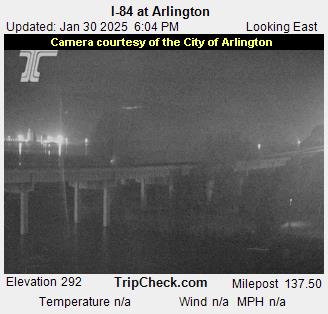 I-84 at Arlington
Updated: Jan 30 2025 6:04 PM Looking East
Camera courtesy of the City of Arlington
Elevation 292 TripCheck.com Milepost 137.50
Temperature n/a Wind n/a MPH n/a